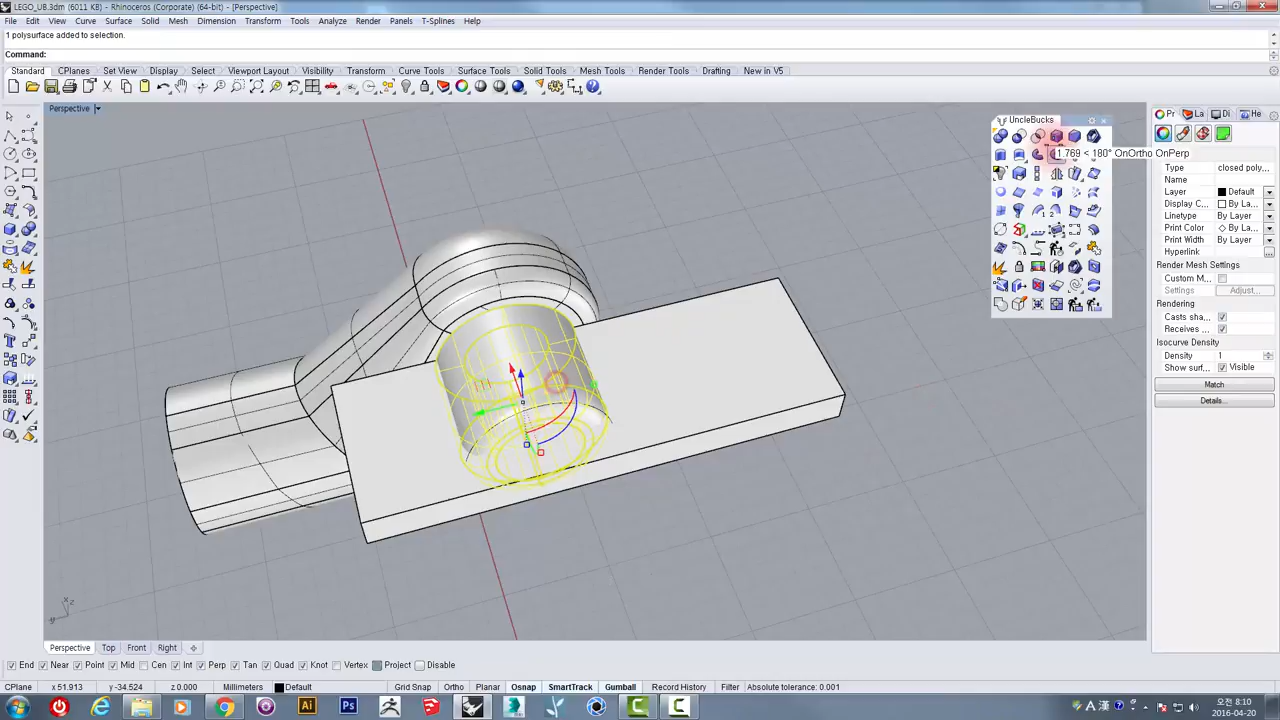 LEGO_UB.3dm (6011 KB) - Rhinoceros (Corporate) (64-bit) - [Perspective]
File Edit View Curve Surface Solid Mesh Dimension Transform Tools Analyze Render Panels T-Splines Help
1 polysurface added to selection.
Command:
Standard CPlanes Set View Display Select Viewport Layout Visibility Transform Curve Tools Surface Tools Solid Tools Mesh Tools Render Tools Drafting New in V5
Perspective
UncleBucks
1.769 < 180° OnOrtho OnPerp
Pr La Di He
Type closed poly...
Name
Layer Default
Display C... By La...
Linetype By Layer
Print Color By La...
Print Width By Layer
Hyperlink ...
Render Mesh Settings
Custom M...
Settings Adjust...
Rendering
Casts sha...
Receives ...
Isocurve Density
Density 1
Show surf... Visible
Match
Details...
Perspective Top Front Right
End Near Point Mid Cen Int Perp Tan Quad Knot Vertex Project Disable
CPlane x 51.913 y -34.524 z 0.000 Millimeters Default Grid Snap Ortho Planar Osnap SmartTrack Gumball Record History Filter Absolute tolerance: 0.001
Ai Ps A 漢 오전 8:10
2016-04-20